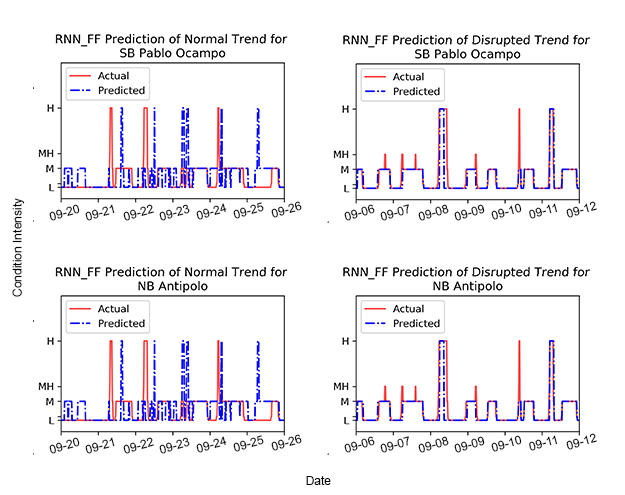 RNN_FF Prediction of Normal Trend for
SB Pablo Ocampo
Actual
Predicted
H
MH
M
L
09-20
09-21
09-22
09-23
09-24
09-25
09-26
RNN_FF Prediction of Disrupted Trend for
SB Pablo Ocampo
Actual
Predicted
H
MH
M
L
09-06
09-07
09-08
09-09
09-10
09-11
09-12
Condition Intensity
RNN_FF Prediction of Normal Trend for
NB Antipolo
Actual
Predicted
H
MH
M
L
09-20
09-21
09-22
09-23
09-24
09-25
09-26
RNN_FF Prediction of Disrupted Trend for
NB Antipolo
Actual
Predicted
H
MH
M
L
09-06
09-07
09-08
09-09
09-10
09-11
09-12
Date